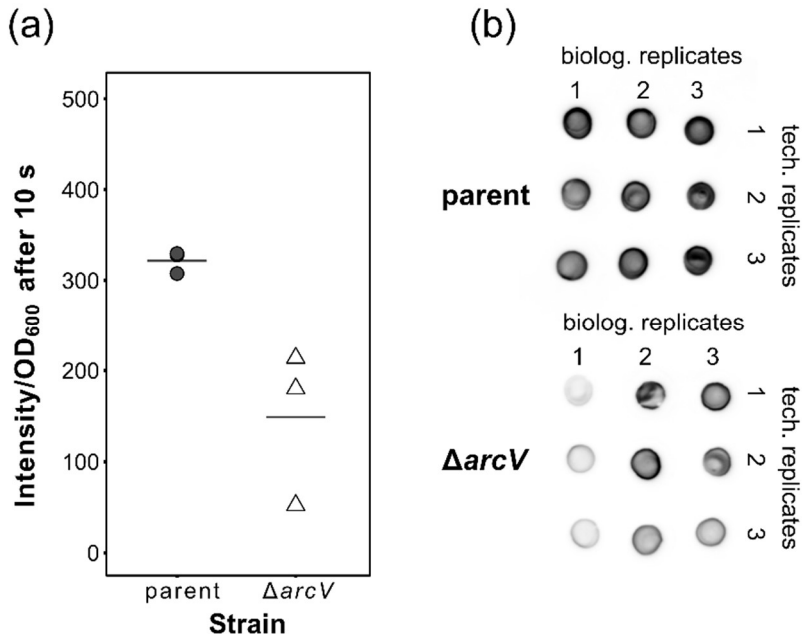 (a)
500
400
300
200
100
0
Intensity/OD600 after 10 s
parent ΔarcV
Strain
(b)
biolog. replicates
1 2 3
parent
1
2
3
tech. replicates
biolog. replicates
1 2 3
ΔarcV
1
2
3
tech. replicates